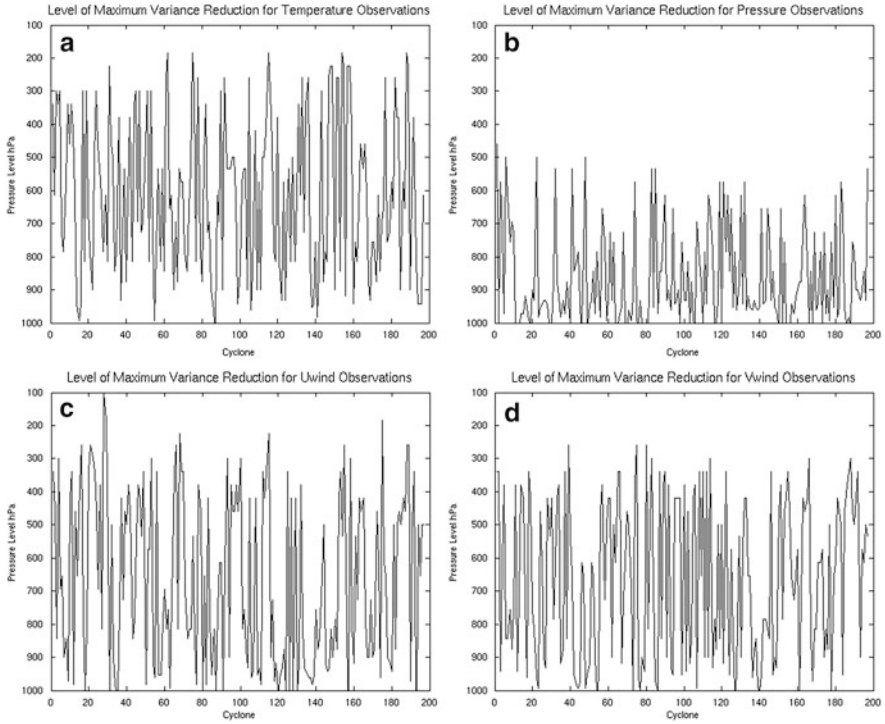 Level of Maximum Variance Reduction for Temperature Observations
a
Pressure Level hPa
100
200
300
400
500
600
700
800
900
1000
0 20 40 60 80 100 120 140 160 180 200
Cyclone
Level of Maximum Variance Reduction for Pressure Observations
b
Pressure Level hPa
100
200
300
400
500
600
700
800
900
1000
0 20 40 60 80 100 120 140 160 180 200
Cyclone
Level of Maximum Variance Reduction for Uwind Observations
c
Pressure Level hPa
100
200
300
400
500
600
700
800
900
1000
0 20 40 60 80 100 120 140 160 180 200
Cyclone
Level of Maximum Variance Reduction for Vwind Observations
d
Pressure Level hPa
100
200
300
400
500
600
700
800
900
1000
0 20 40 60 80 100 120 140 160 180 200
Cyclone